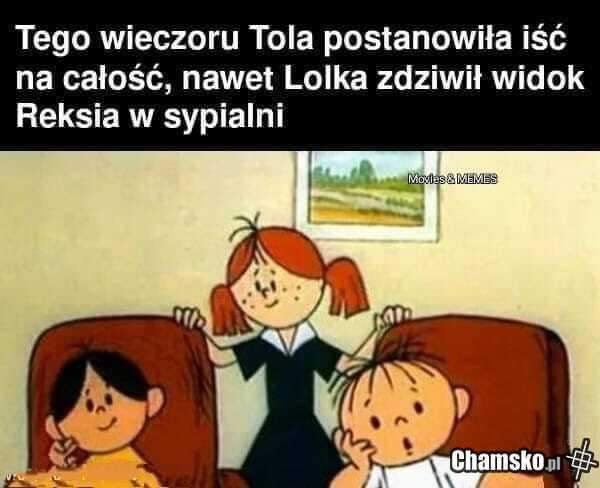 Tego wieczoru Tola postanowiła iść
na całość, nawet Lolka zdziwił widok
Reksia w sypialni
Movies & MEMES
Chamsko.pl